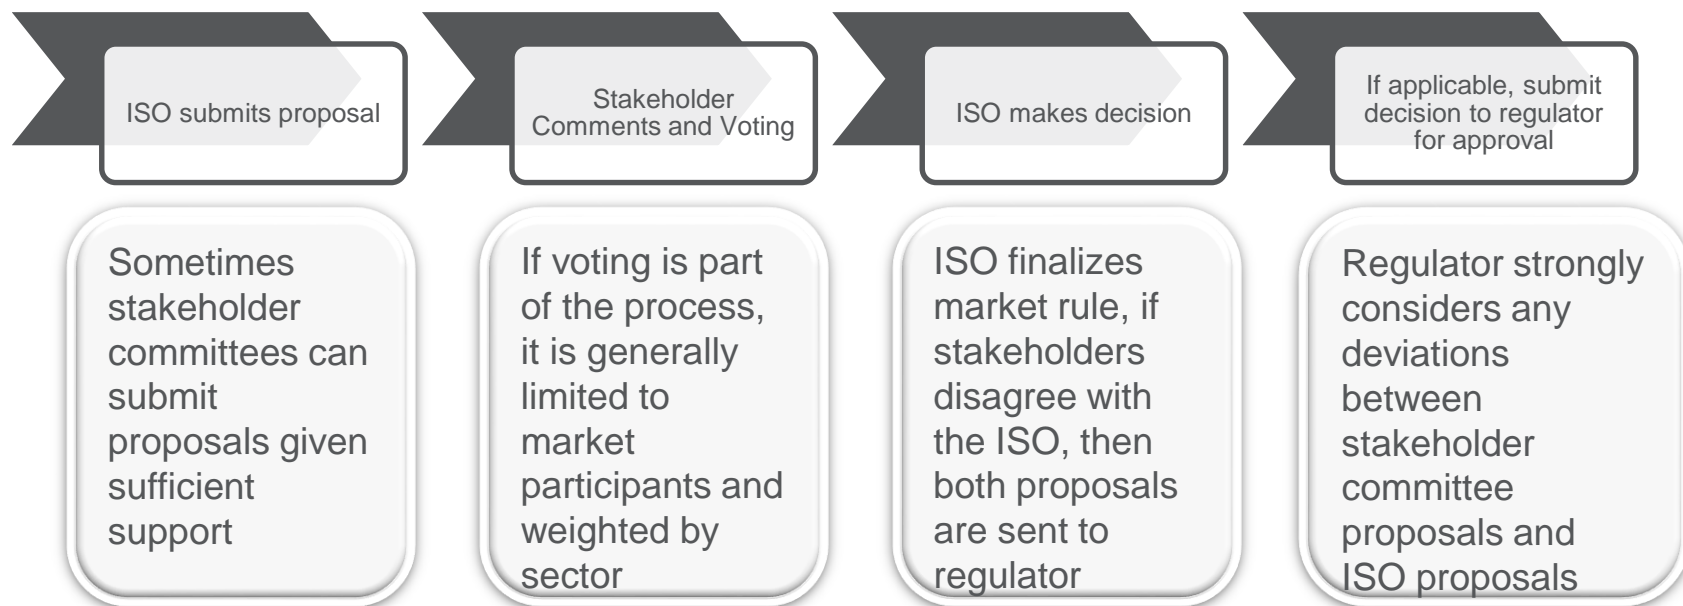 ISO submits proposal
Stakeholder
Comments and Voting
ISO makes decision
If applicable, submit
decision to regulator
for approval
Sometimes
stakeholder
committees can
submit
proposals given
sufficient
support
If voting is part
of the process,
it is generally
limited to
market
participants and
weighted by
sector
ISO finalizes
market rule, if
stakeholders
disagree with
the ISO, then
both proposals
are sent to
regulator
Regulator strongly
considers any
deviations
between
stakeholder
committee
proposals and
ISO proposals